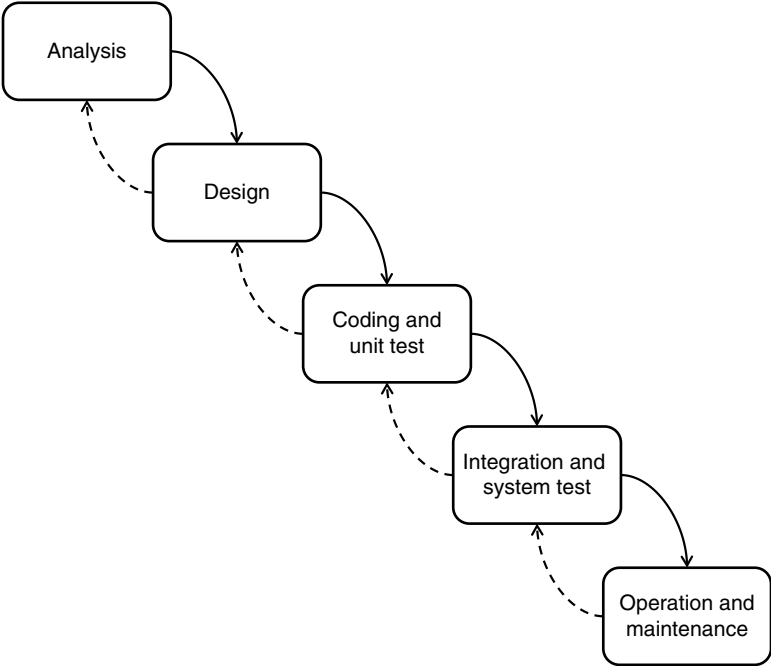 Analysis
Design
Coding and
unit test
Integration and
system test
Operation and
maintenance